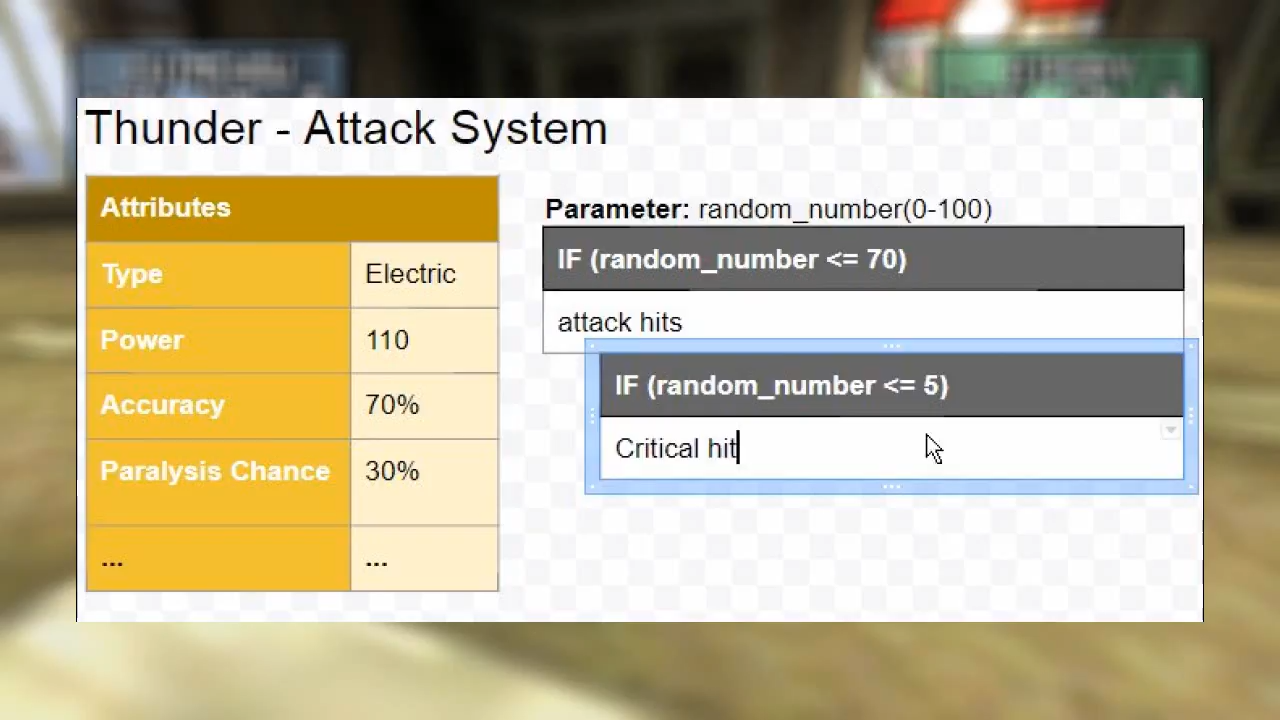 Thunder - Attack System
Attributes
Type Electric
Power 110
Accuracy 70%
Paralysis Chance 30%
... ...
Parameter: random_number(0-100)
IF (random_number <= 70)
attack hits
IF (random_number <= 5)
Critical hit